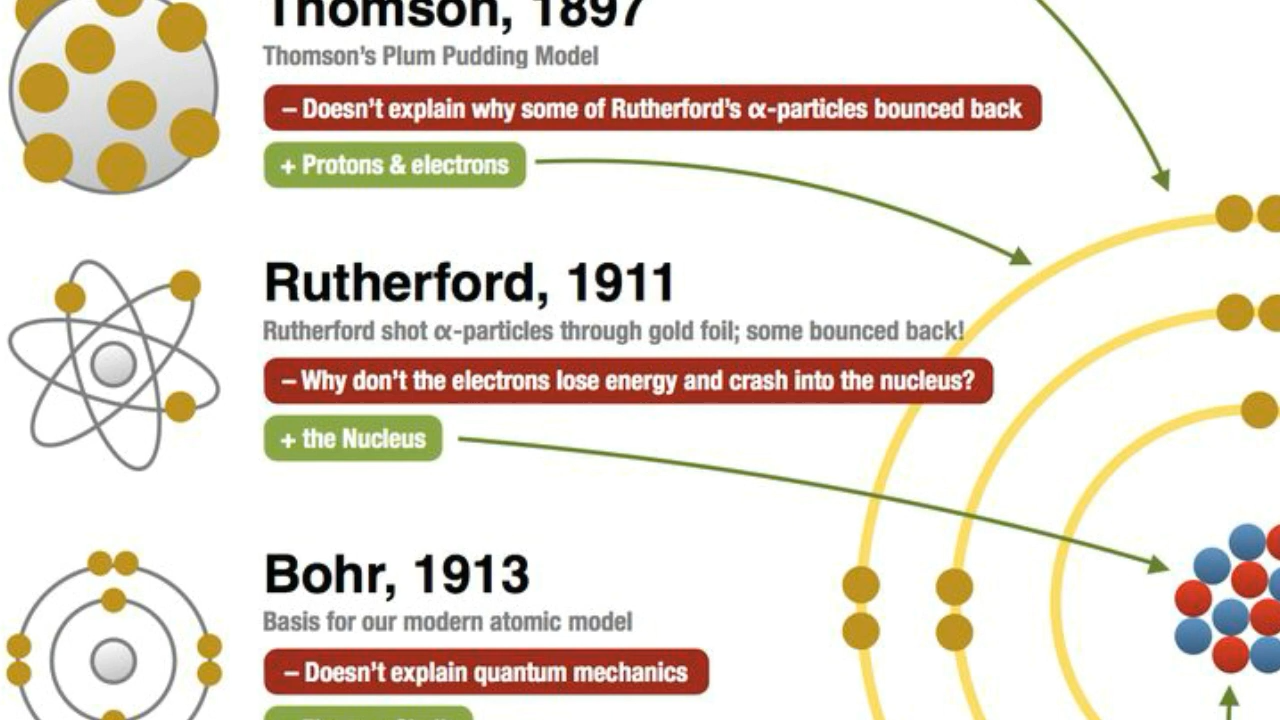 Thomson, 1897
Thomson's Plum Pudding Model
– Doesn't explain why some of Rutherford's α-particles bounced back
+ Protons & electrons
Rutherford, 1911
Rutherford shot α-particles through gold foil; some bounced back!
– Why don't the electrons lose energy and crash into the nucleus?
+ the Nucleus
Bohr, 1913
Basis for our modern atomic model
– Doesn't explain quantum mechanics